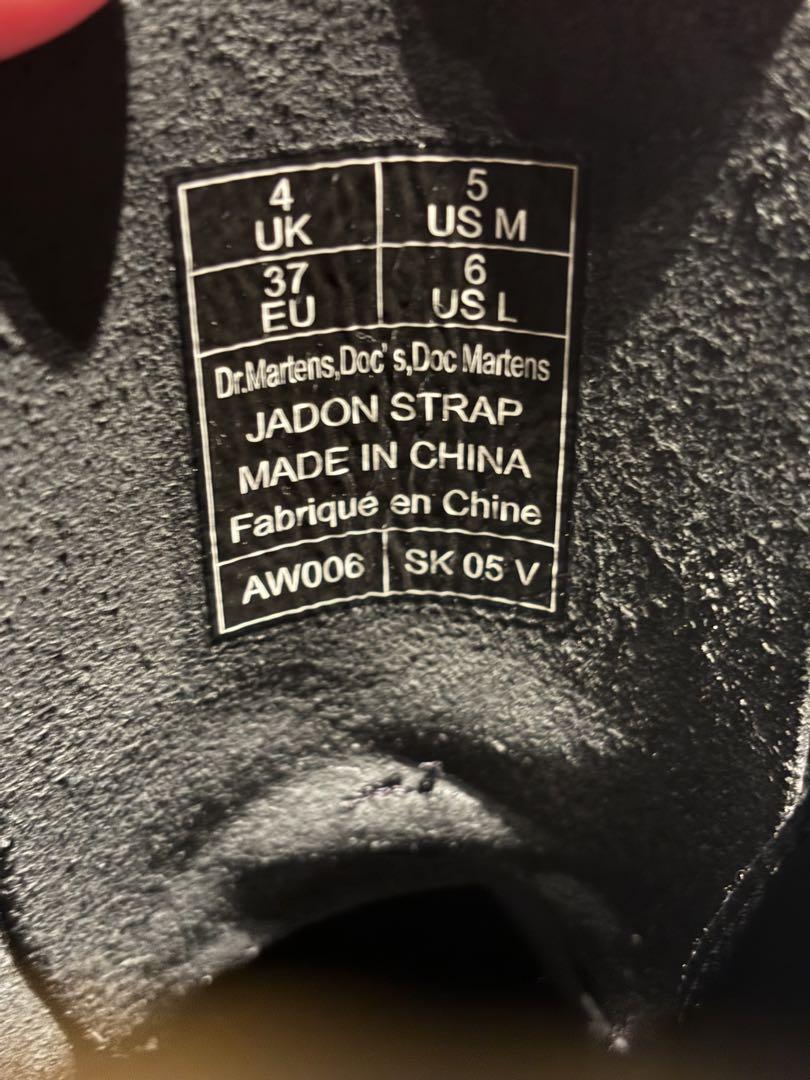 4
UK
5
US M
37
EU
6
US L
Dr.Martens,Doc's,Doc Martens
JADON STRAP
MADE IN CHINA
Fabriqué en Chine
AW006
SK 05 V